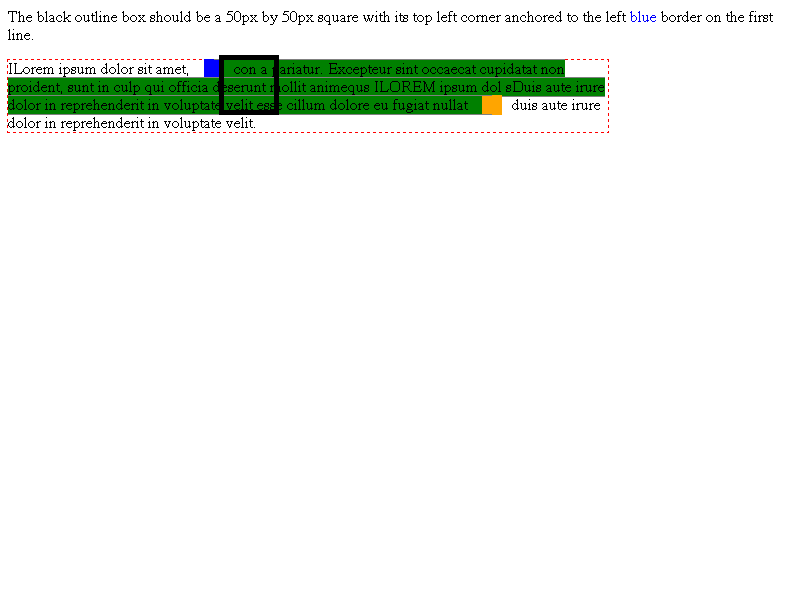 The black outline box should be a 50px by 50px square with its top left corner anchored to the left blue border on the first
line.
ILorem ipsum dolor sit amet, con a pariatur. Excepteur sint occaecat cupidatat non
proident, sunt in culp qui officia deserunt mollit animequs ILOREM ipsum dol sDuis aute irure
dolor in reprehenderit in voluptate velit esse cillum dolore eu fugiat nullat duis aute irure
dolor in reprehenderit in voluptate velit.